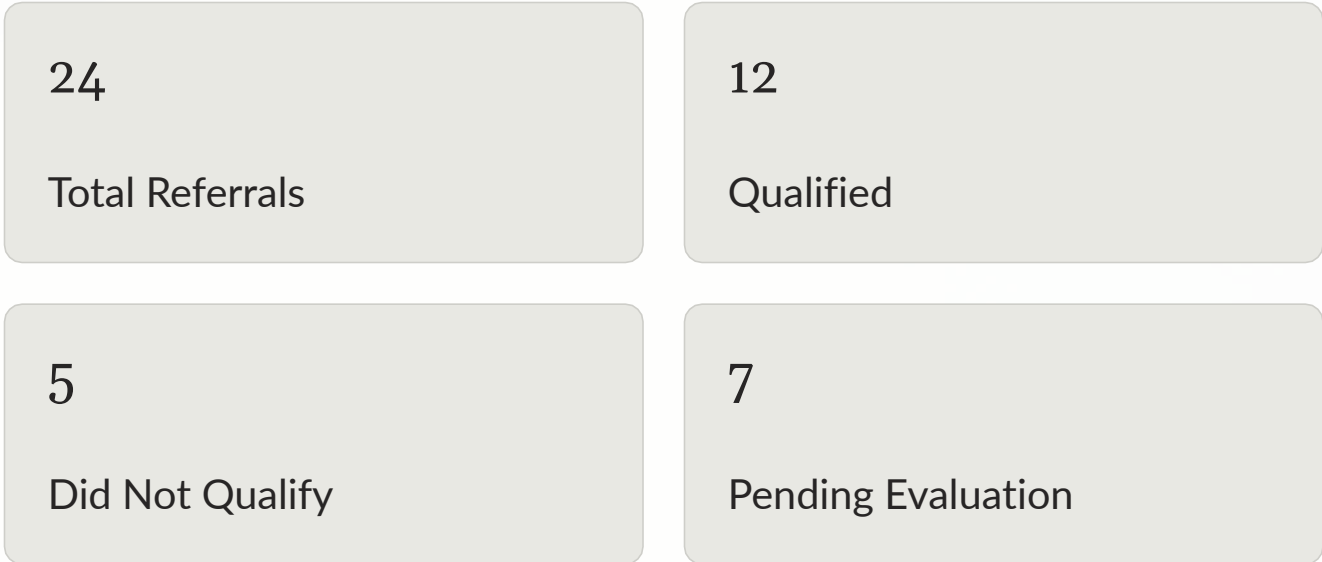 24
Total Referrals
12
Qualified
5
Did Not Qualify
7
Pending Evaluation